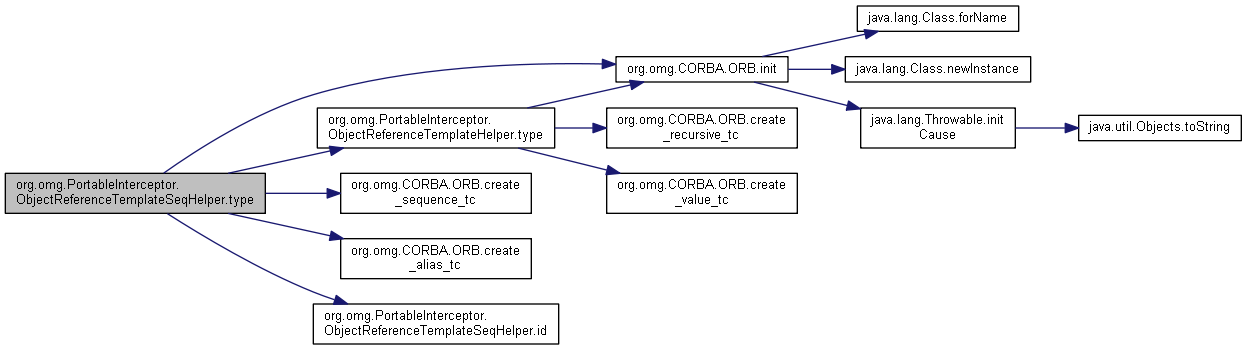 java.lang.Class.forName
org.omg.CORBA.ORB.init
java.lang.Class.newInstance
org.omg.PortableInterceptor.
ObjectReferenceTemplateHelper.type
org.omg.CORBA.ORB.create
_recursive_tc
java.lang.Throwable.init
Cause
java.util.Objects.toString
org.omg.PortableInterceptor.
ObjectReferenceTemplateSeqHelper.type
org.omg.CORBA.ORB.create
_sequence_tc
org.omg.CORBA.ORB.create
_value_tc
org.omg.CORBA.ORB.create
_alias_tc
org.omg.PortableInterceptor.
ObjectReferenceTemplateSeqHelper.id